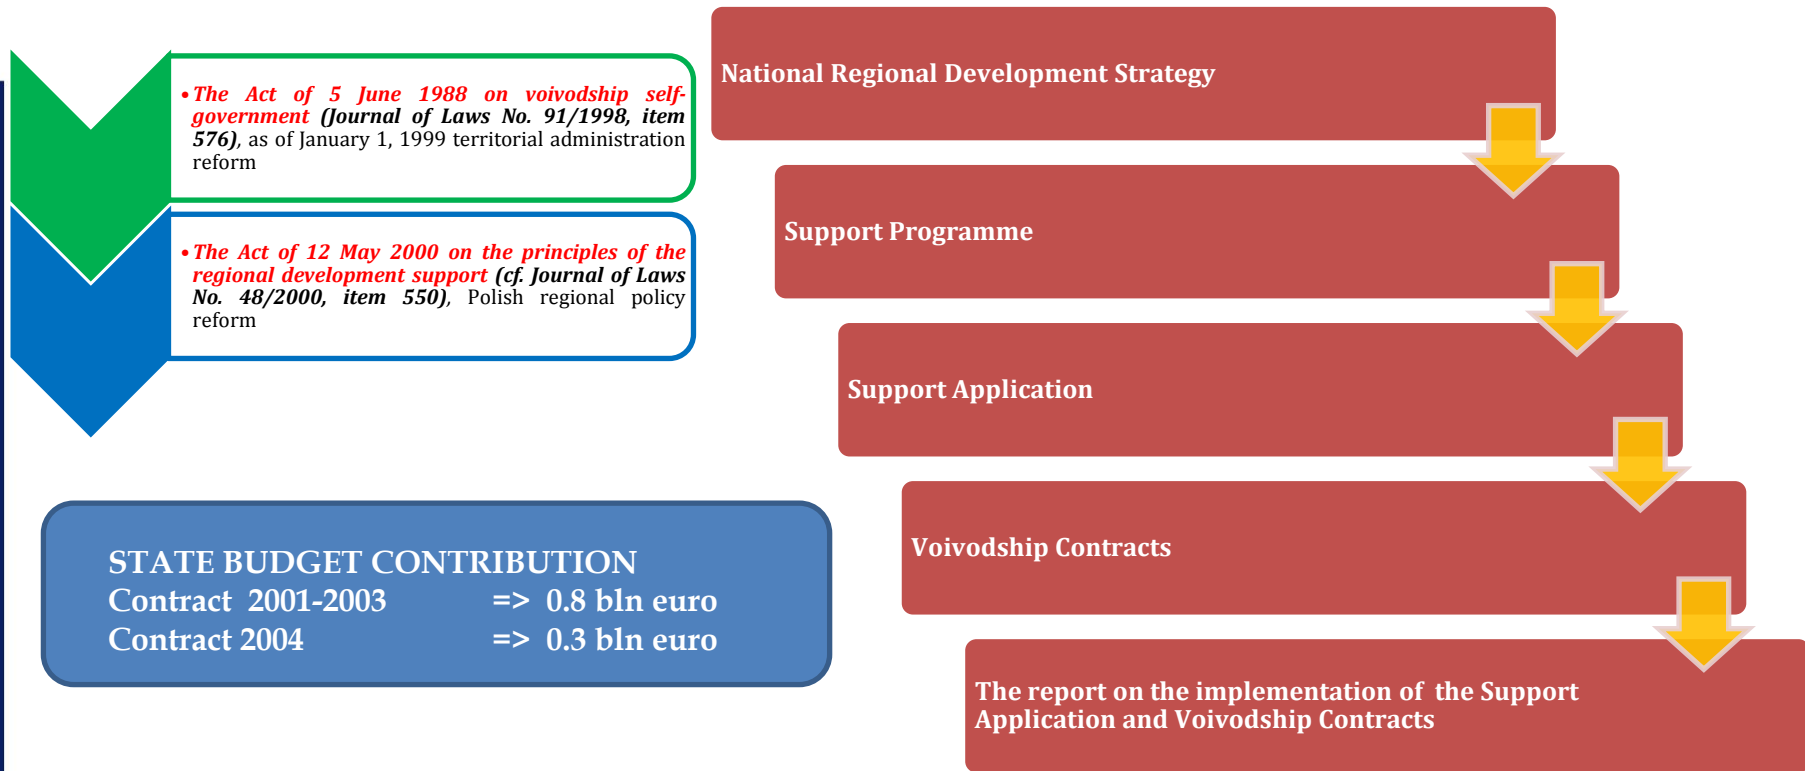 • The Act of 5 June 1988 on voivodship self-
government (Journal of Laws No. 91/1998, item
576), as of January 1, 1999 territorial administration
reform
• The Act of 12 May 2000 on the principles of the
regional development support (cf. Journal of Laws
No. 48/2000, item 550), Polish regional policy
reform
STATE BUDGET CONTRIBUTION
Contract 2001-2003 => 0.8 bln euro
Contract 2004 => 0.3 bln euro
National Regional Development Strategy
Support Programme
Support Application
Voivodship Contracts
The report on the implementation of the Support
Application and Voivodship Contracts